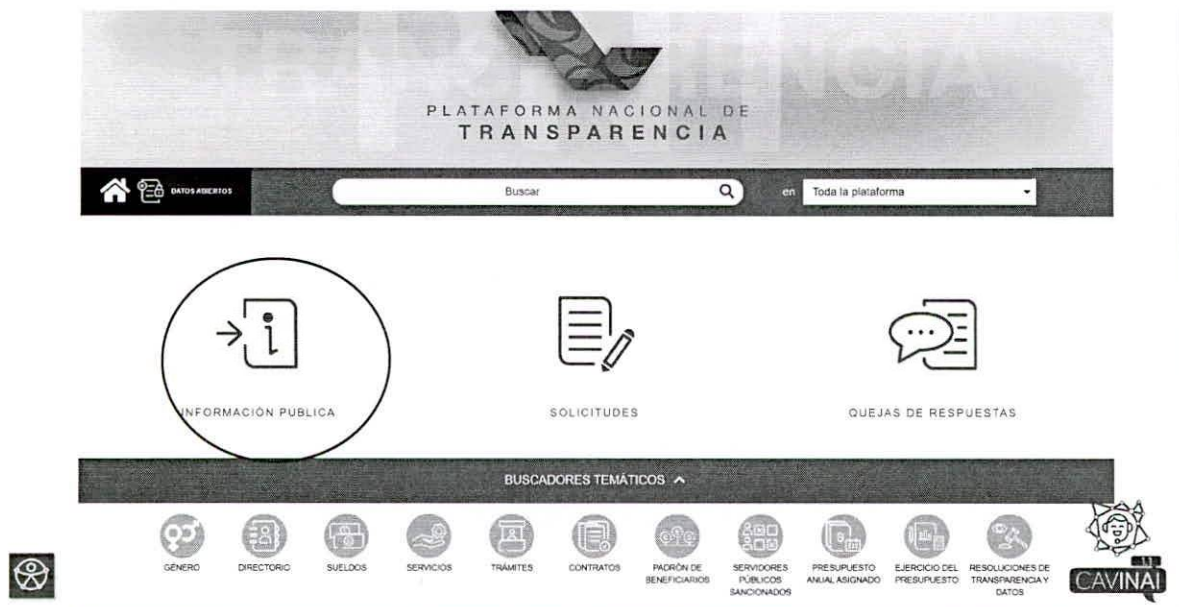 PLATAFORMA NACIONAL DE
TRANSPARENCIA
DATOS ABIERTOS
Buscar
en
Toda la plataforma
INFORMACIÓN PUBLICA
SOLICITUDES
QUEJAS DE RESPUESTAS
BUSCADORES TEMÁTICOS
GÉNERO
DIRECTORIO
SUELDOS
SERVICIOS
TRÁMITES
CONTRATOS
PADRÓN DE
BENEFICIARIOS
SERVIDORES
PÚBLICOS
SANCIONADOS
PRESUPUESTO
ANUAL ASIGNADO
EJERCICIO DEL
PRESUPUESTO
RESOLUCIONES DE
TRANSPARENCIA Y
DATOS
CAVINAI